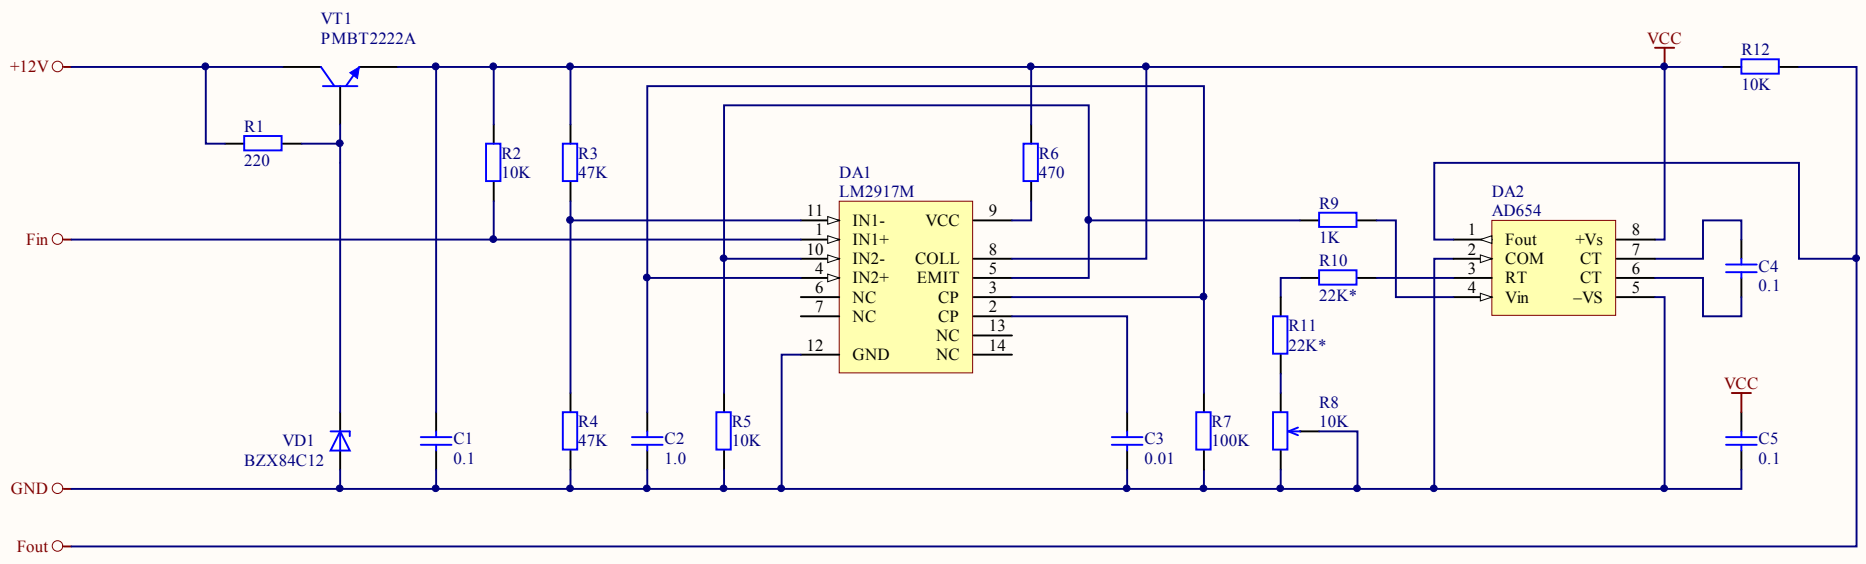 VT1
PMBT2222A
+12V
VCC
R12
10K
R1
220
R2
10K
R3
47K
R6
470
DA1
LM2917M
DA2
AD654
11 IN1- VCC 9
1 IN1+
10 IN2- COLL 8
4 IN2+ EMIT 5
6 NC CP 3
7 NC CP 2
NC 13
12 GND NC 14
Fin
R9
1K
R10
22K*
R11
22K*
1 Fout +Vs 8
2 COM CT 7
3 RT CT 6
4 Vin –VS 5
C4
0.1
VCC
VD1
BZX84C12
C1
0.1
R4
47K
C2
1.0
R5
10K
C3
0.01
R7
100K
R8
10K
C5
0.1
GND
Fout